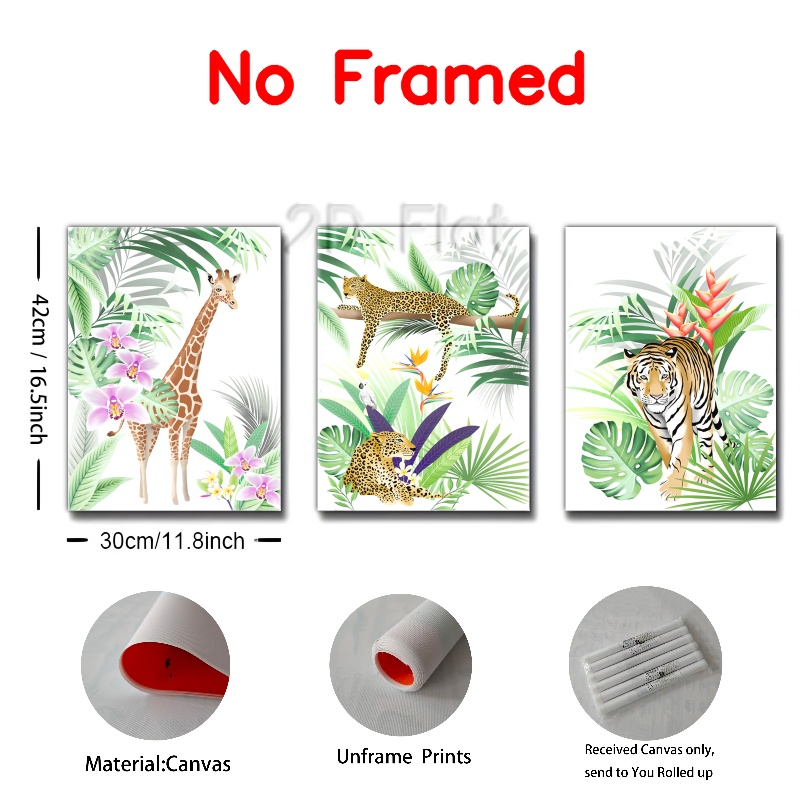 No Framed
2D Flat
42cm / 16.5inch
30cm/11.8inch
Material:Canvas
Unframe Prints
Received Canvas only,
send to You Rolled up